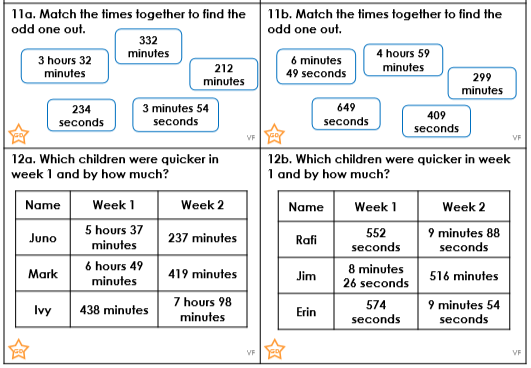 11a. Match the times together to find the
odd one out.
332
minutes
3 hours 32
minutes
212
minutes
234
seconds
3 minutes 54
seconds
GD
VF
11b. Match the times together to find the
odd one out.
4 hours 59
minutes
6 minutes
49 seconds
299
minutes
649
seconds
409
seconds
GD
VF
12a. Which children were quicker in
week 1 and by how much?
Name Week 1 Week 2
Juno 5 hours 37 minutes 237 minutes
Mark 6 hours 49 minutes 419 minutes
Ivy 438 minutes 7 hours 98 minutes
GD
VF
12b. Which children were quicker in week
1 and by how much?
Name Week 1 Week 2
Rafi 552 seconds 9 minutes 88 seconds
Jim 8 minutes 26 seconds 516 minutes
Erin 574 seconds 9 minutes 54 seconds
GD
VF